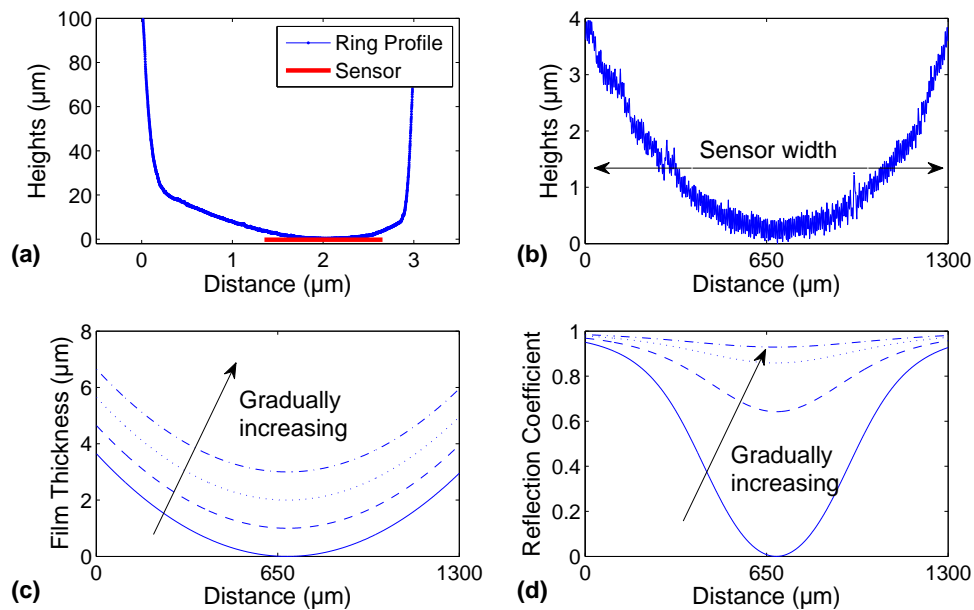 100
80
60
40
20
0
Heights (µm)
Ring Profile
Sensor
0
1
2
3
Distance (µm)
(a)
4
3
2
1
0
Heights (µm)
Sensor width
0
650
1300
Distance (µm)
(b)
8
6
4
2
0
Film Thickness (µm)
Gradually
increasing
0
650
1300
Distance (µm)
(c)
1
0.8
0.6
0.4
0.2
0
Reflection Coefficient
Gradually
increasing
0
650
1300
Distance (µm)
(d)